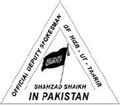 OFFICIAL DEPUTY SPOKESMAN
OF HIZB - UT - TAHRIR
SHAHZAD SHAIKH
IN PAKISTAN